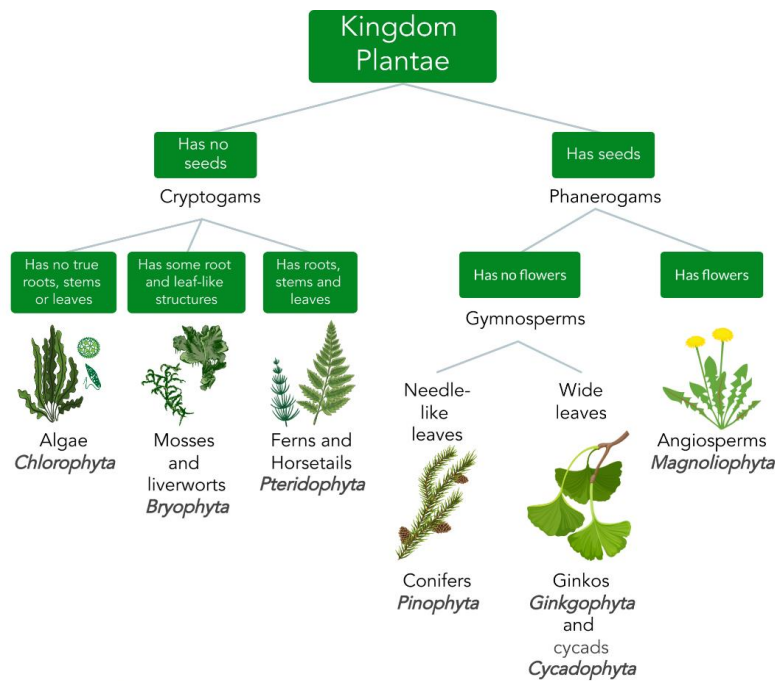 Kingdom
Plantae
Has no
seeds
Has seeds
Cryptogams
Phanerogams
Has no true
roots, stems
or leaves
Has some root
and leaf-like
structures
Has roots,
stems and
leaves
Has no flowers
Has flowers
Gymnosperms
Needle-
like
leaves
Wide
leaves
Algae
Chlorophyta
Mosses
and
liverworts
Bryophyta
Ferns and
Horsetails
Pteridophyta
Angiosperms
Magnoliophyta
Conifers
Pinophyta
Ginkos
Ginkgophyta
and
cycads
Cycadophyta